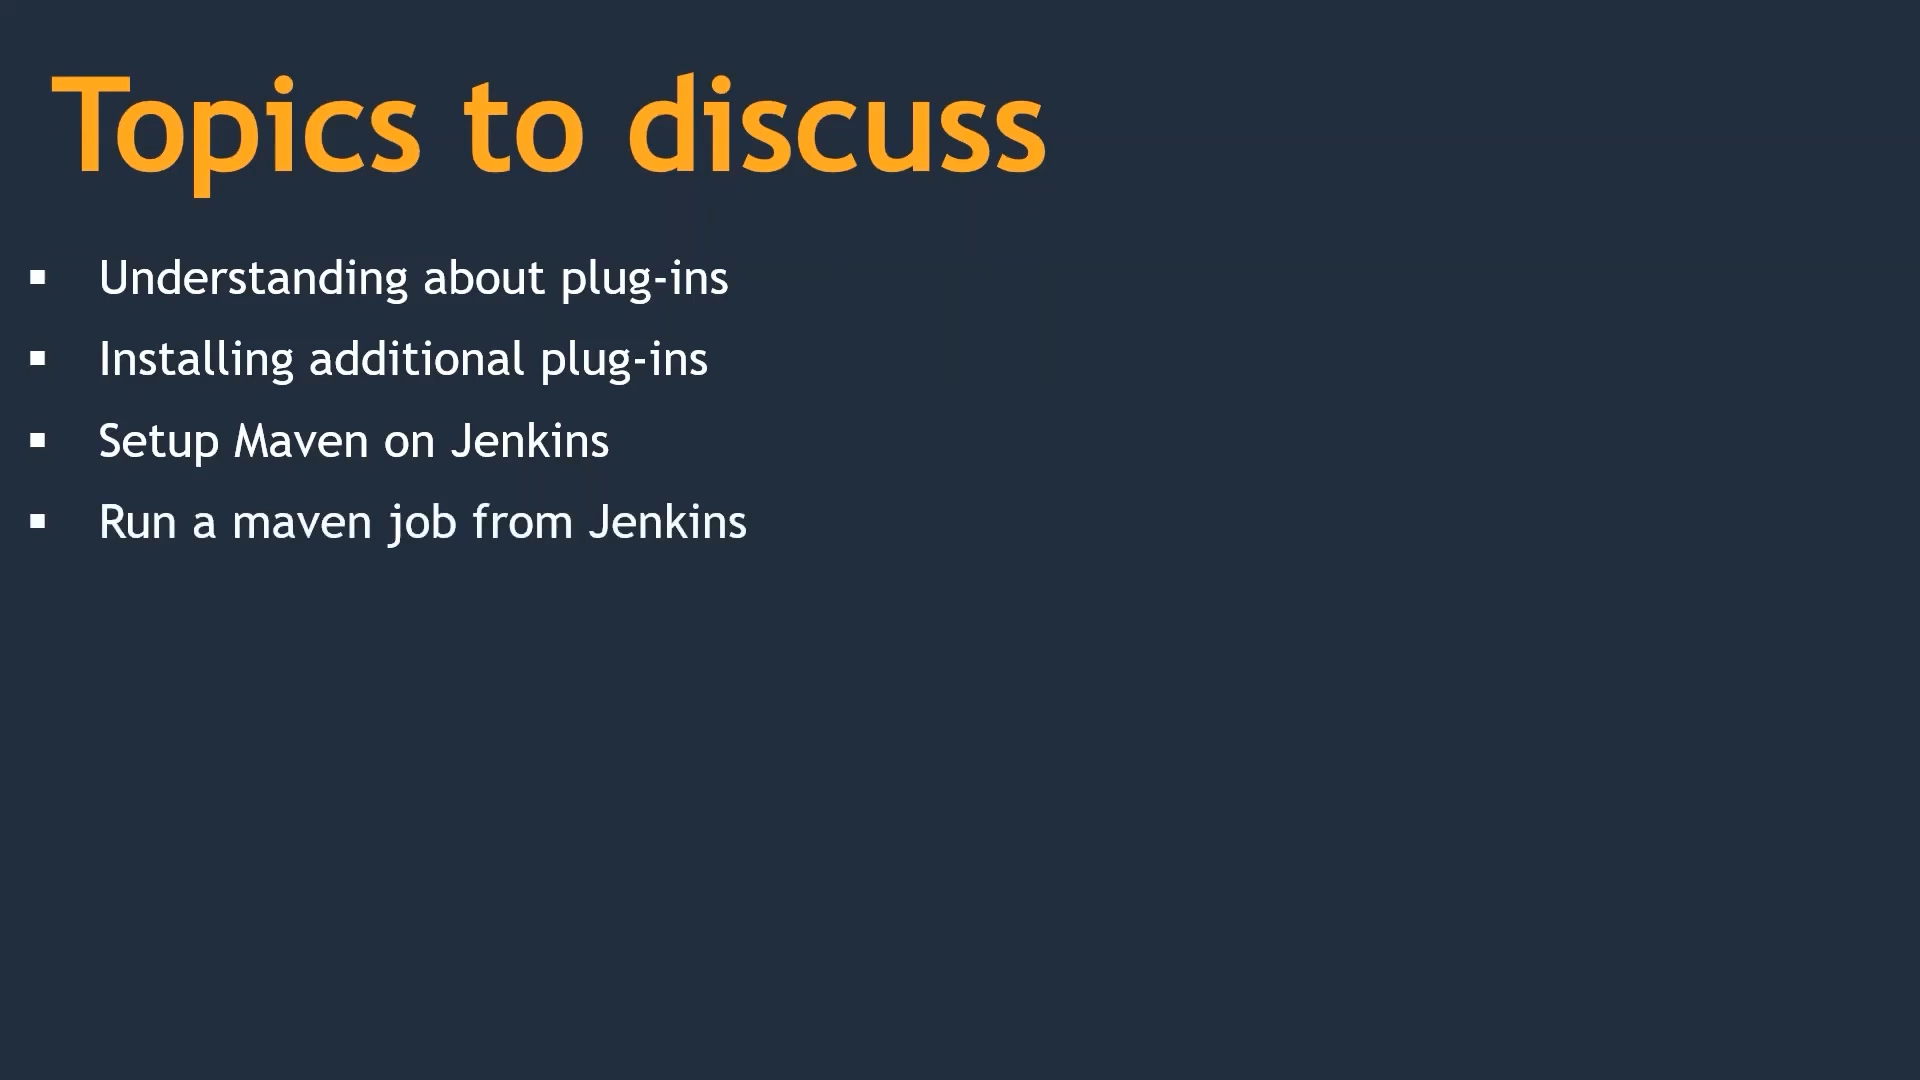 Topics to discuss
▪ Understanding about plug-ins
▪ Installing additional plug-ins
▪ Setup Maven on Jenkins
▪ Run a maven job from Jenkins